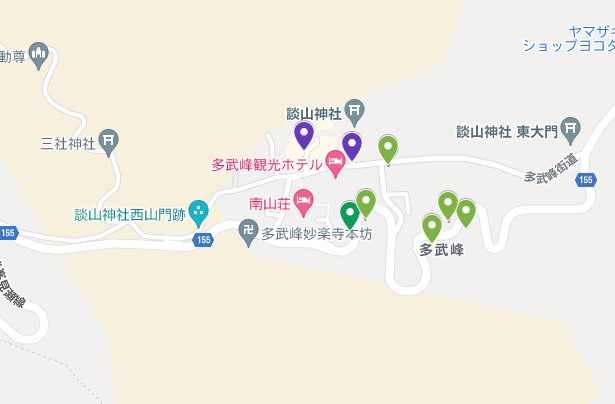 ヤマザキ
ショップヨコタ
動尊
談山神社
談山神社 東大門
三社神社
多武峰観光ホテル
多武峰街道
155
南山荘
談山神社西山門跡
155
155
多武峰妙楽寺本坊
多武峰